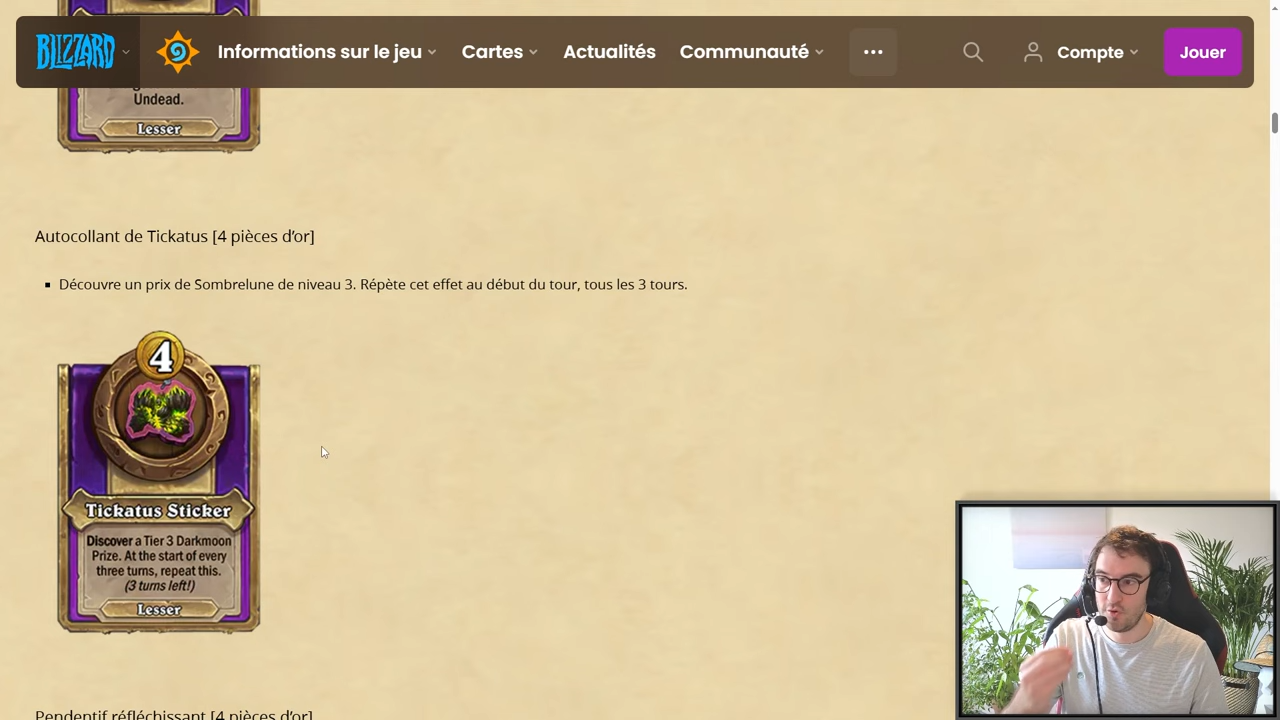 BLIZZARD
Informations sur le jeu
Cartes
Actualités
Communauté
Compte
Jouer
Undead.
Lesser
Autocollant de Tickatus [4 pièces d’or]
Découvre un prix de Sombrelune de niveau 3. Répète cet effet au début du tour, tous les 3 tours.
4
Tickatus Sticker
Discover a Tier 3 Darkmoon
Prize. At the start of every
three turns, repeat this.
(3 turns left!)
Lesser
Pendentif réfléchissant [4 pièces d’or]